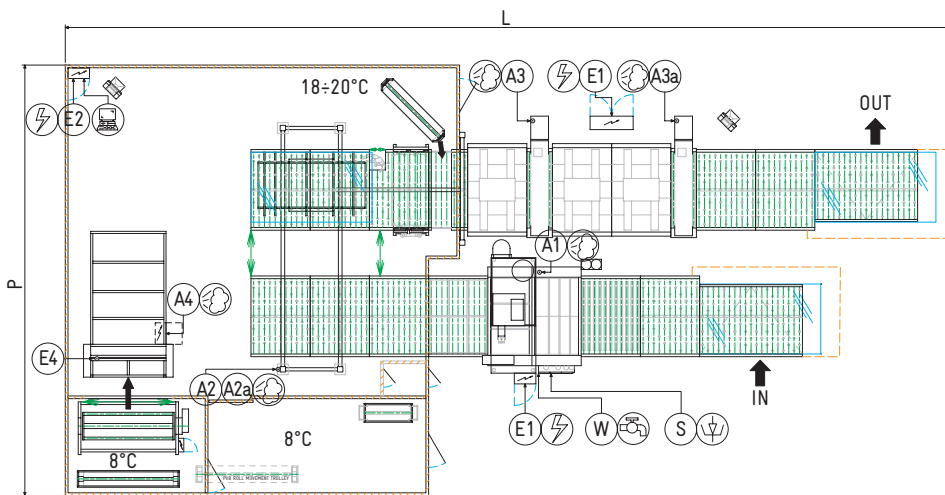 L
18÷20°C
A3
E1
A3a
OUT
E2
P
A1
A4
E4
A2
A2a
IN
E1
W
S
8°C
8°C
PVB ROLL MOVEMENT TROLLEY